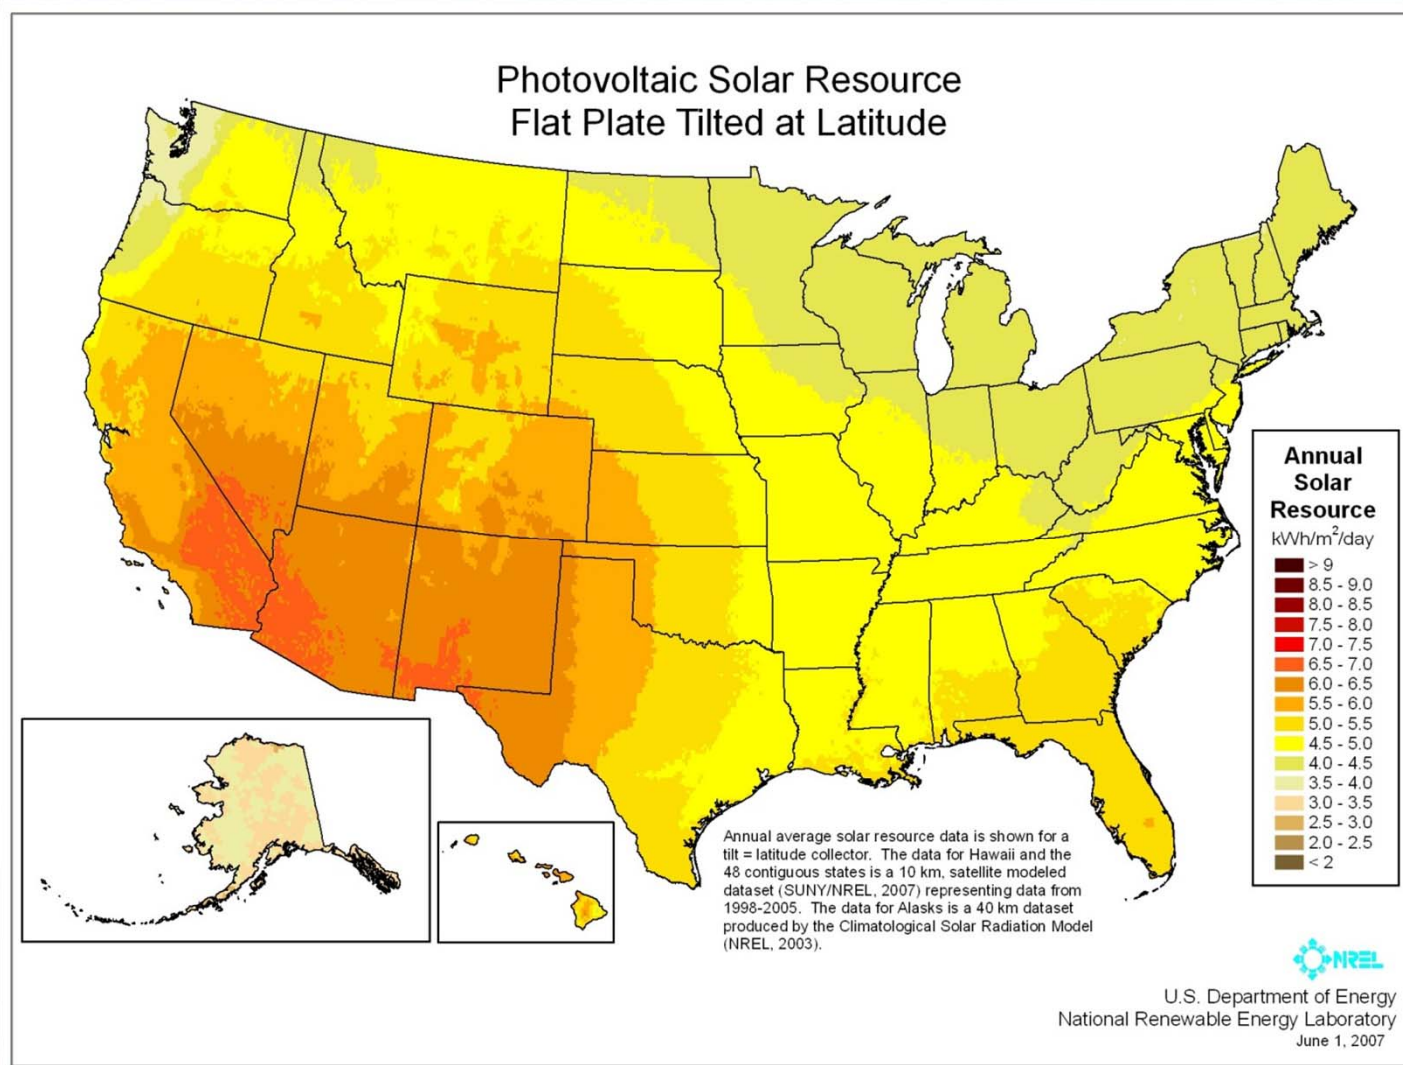 Photovoltaic Solar Resource
Flat Plate Tilted at Latitude
Annual
Solar
Resource
kWh/m²/day
> 9
8.5 - 9.0
8.0 - 8.5
7.5 - 8.0
7.0 - 7.5
6.5 - 7.0
6.0 - 6.5
5.5 - 6.0
5.0 - 5.5
4.5 - 5.0
4.0 - 4.5
3.5 - 4.0
3.0 - 3.5
2.5 - 3.0
2.0 - 2.5
< 2
Annual average solar resource data is shown for a
tilt = latitude collector. The data for Hawaii and the
48 contiguous states is a 10 km, satellite modeled
dataset (SUNY/NREL, 2007) representing data from
1998-2005. The data for Alasks is a 40 km dataset
produced by the Climatological Solar Radiation Model
(NREL, 2003).
NREL
U.S. Department of Energy
National Renewable Energy Laboratory
June 1, 2007